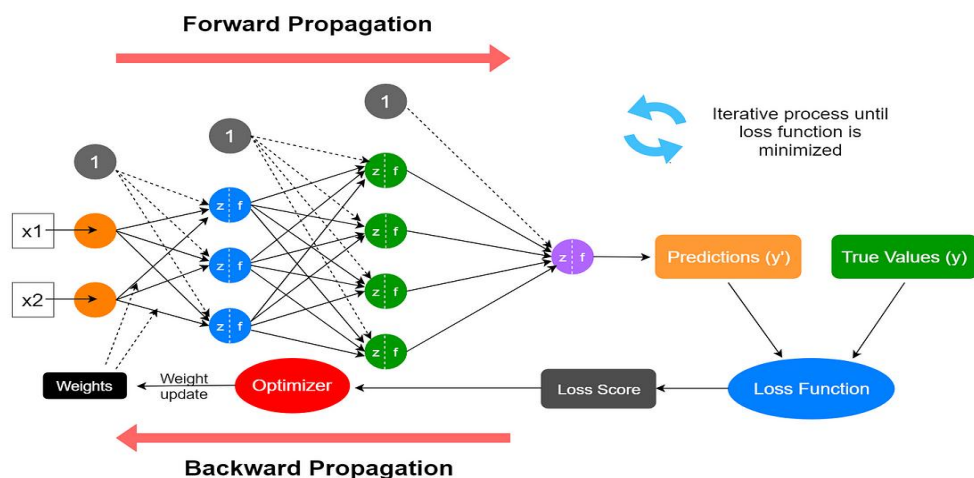 Forward Propagation
1
1
1
Iterative process until
loss function is
minimized
z f
z f
z f
x1
z f
z f
Predictions (y')
True Values (y)
z f
z f
x2
z f
z f
Weights
Weight
update
Optimizer
Loss Score
Loss Function
Backward Propagation